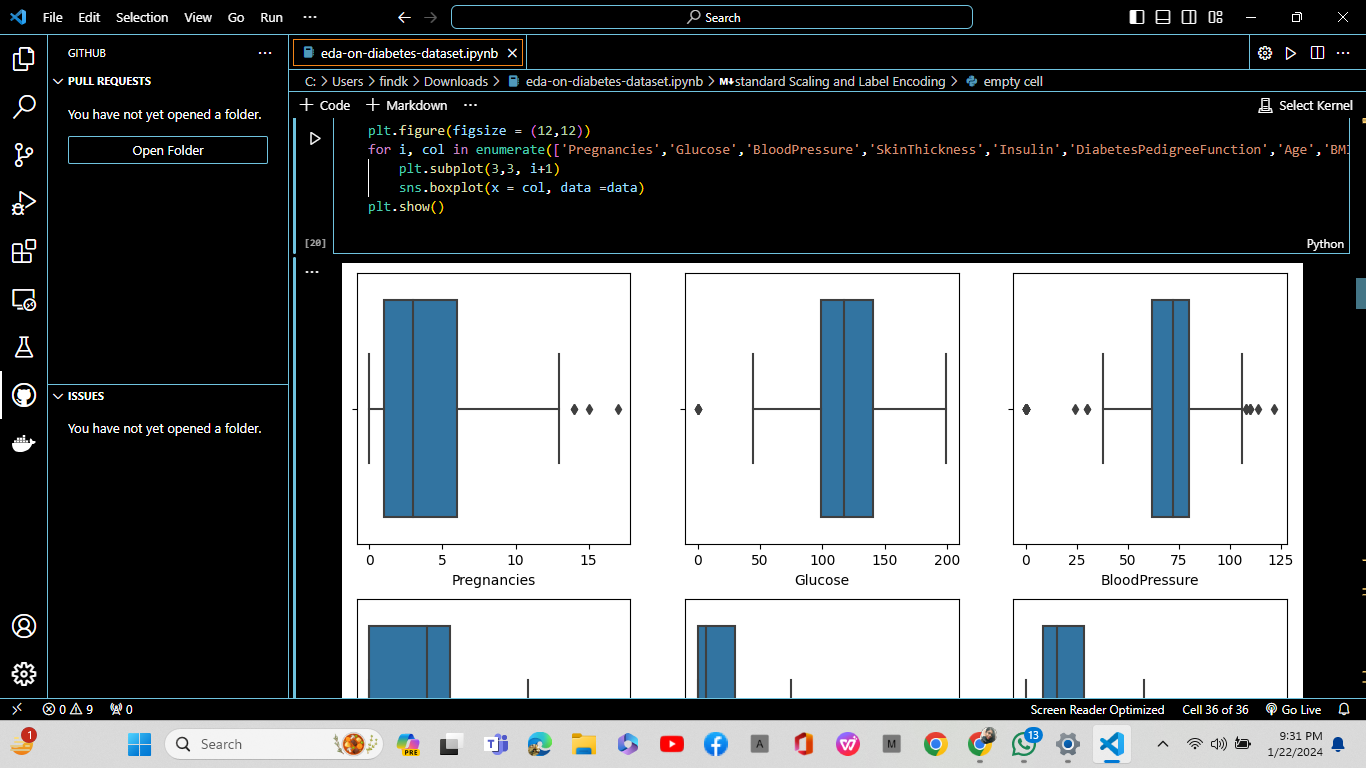 File Edit Selection View Go Run ··· Search
GITHUB ···
PULL REQUESTS
You have not yet opened a folder.
Open Folder
ISSUES
You have not yet opened a folder.
eda-on-diabetes-dataset.ipynb
C: > Users > findk > Downloads > eda-on-diabetes-dataset.ipynb > M↓standard Scaling and Label Encoding > empty cell
+ Code + Markdown ··· Select Kernel
plt.figure(figsize = (12,12))
for i, col in enumerate(['Pregnancies','Glucose','BloodPressure','SkinThickness','Insulin','DiabetesPedigreeFunction','Age','BMI
plt.subplot(3,3, i+1)
sns.boxplot(x = col, data =data)
plt.show()
[20] Python
0 5 10 15
Pregnancies
0 50 100 150 200
Glucose
0 25 50 75 100 125
BloodPressure
0 9 0 Screen Reader Optimized Cell 36 of 36 Go Live
1 Search PRE A M 13 9:31 PM
1/22/2024